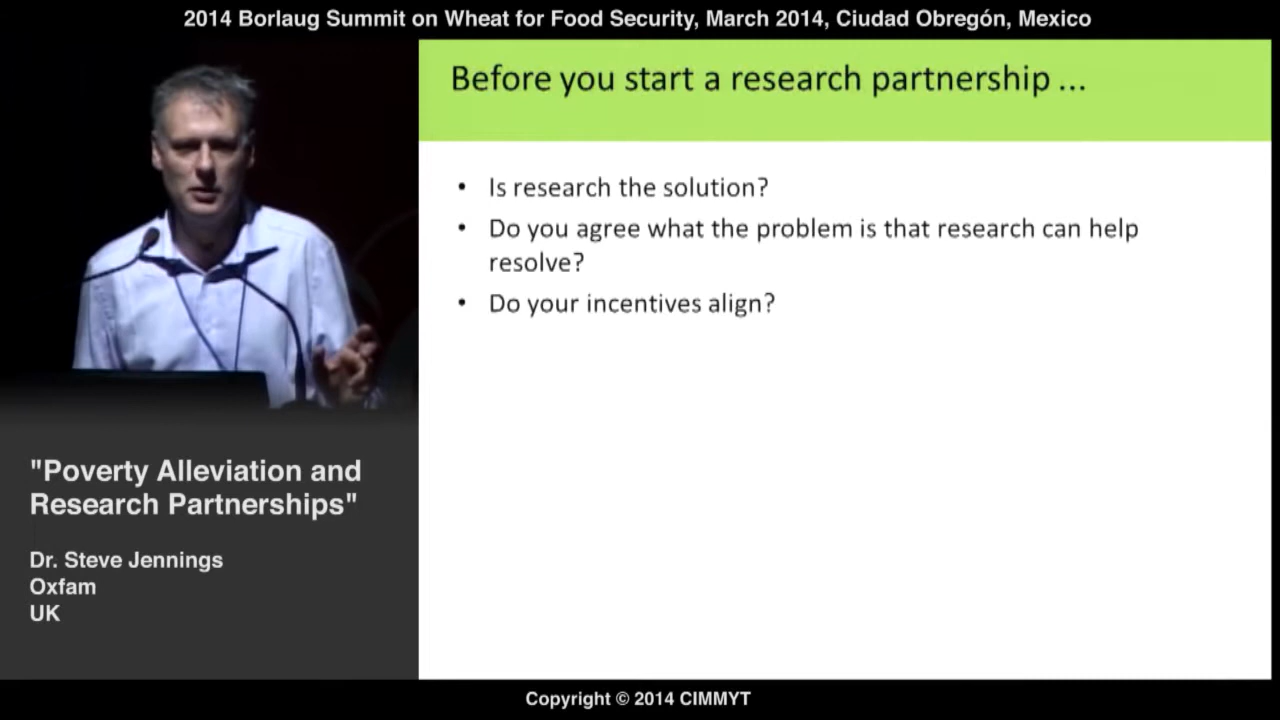 2014 Borlaug Summit on Wheat for Food Security, March 2014, Ciudad Obregón, Mexico
Before you start a research partnership ...
• Is research the solution?
• Do you agree what the problem is that research can help
resolve?
• Do your incentives align?
"Poverty Alleviation and
Research Partnerships"
Dr. Steve Jennings
Oxfam
UK
Copyright © 2014 CIMMYT